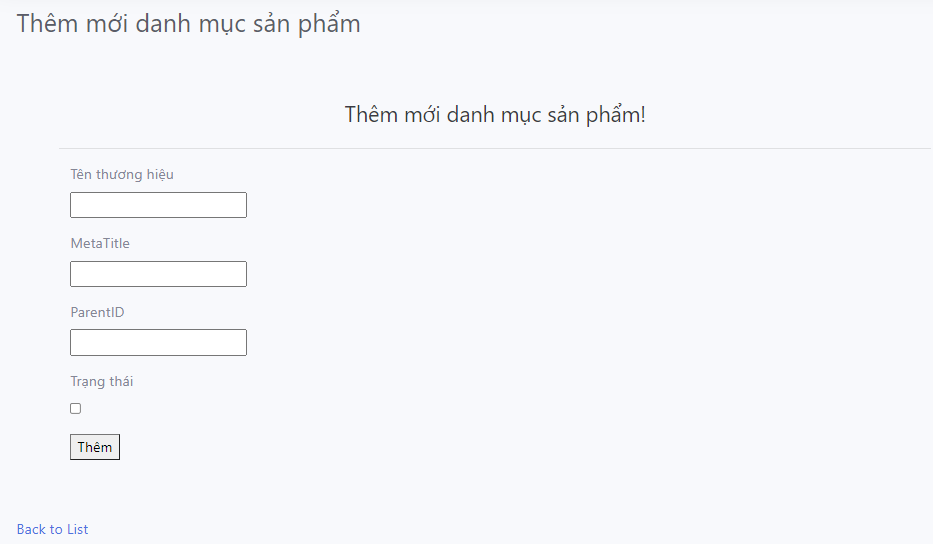 Thêm mới danh mục sản phẩm
Thêm mới danh mục sản phẩm!
Tên thương hiệu
MetaTitle
ParentID
Trạng thái
Thêm
Back to List